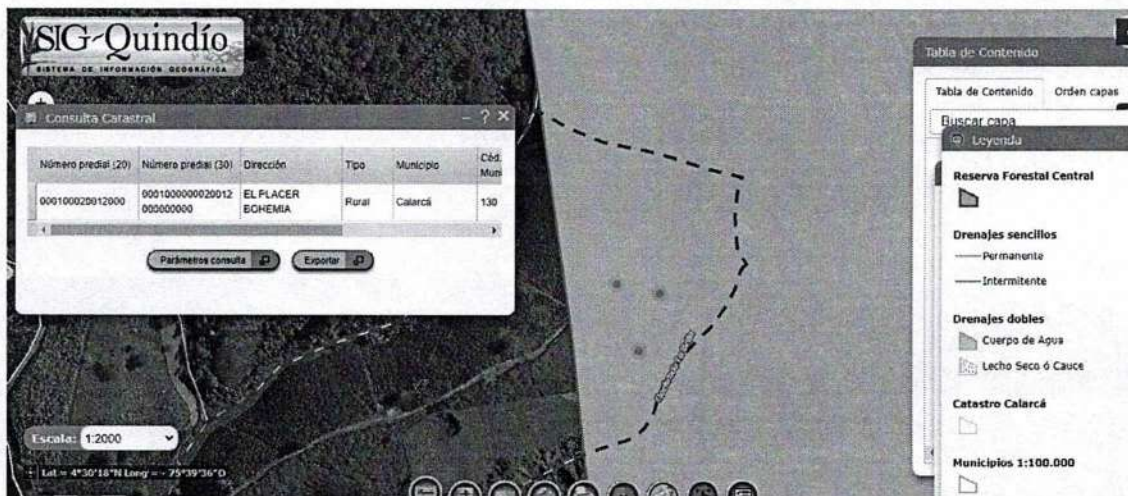 SIG-Quindío
SISTEMA DE INFORMACIÓN GEOGRÁFICA
Consulta Catastral
Número predial (20) Número predial (30) Dirección Tipo Municipio Cód. Muni
000100020012000 0001000000020012000000000 EL PLACER BOHEMIA Rural Calarcá 130
Parámetros consulta
Exportar
Escala: 1:2000
Lat = 4°30'18"N Long = - 75°39'36"O
Tabla de Contenido
Tabla de Contenido Orden capas
Buscar capa
Leyenda
Reserva Forestal Central
Drenajes sencillos
Permanente
Intermitente
Drenajes dobles
Cuerpo de Agua
Lecho Seco ó Cauce
Catastro Calarcá
Municipios 1:100.000